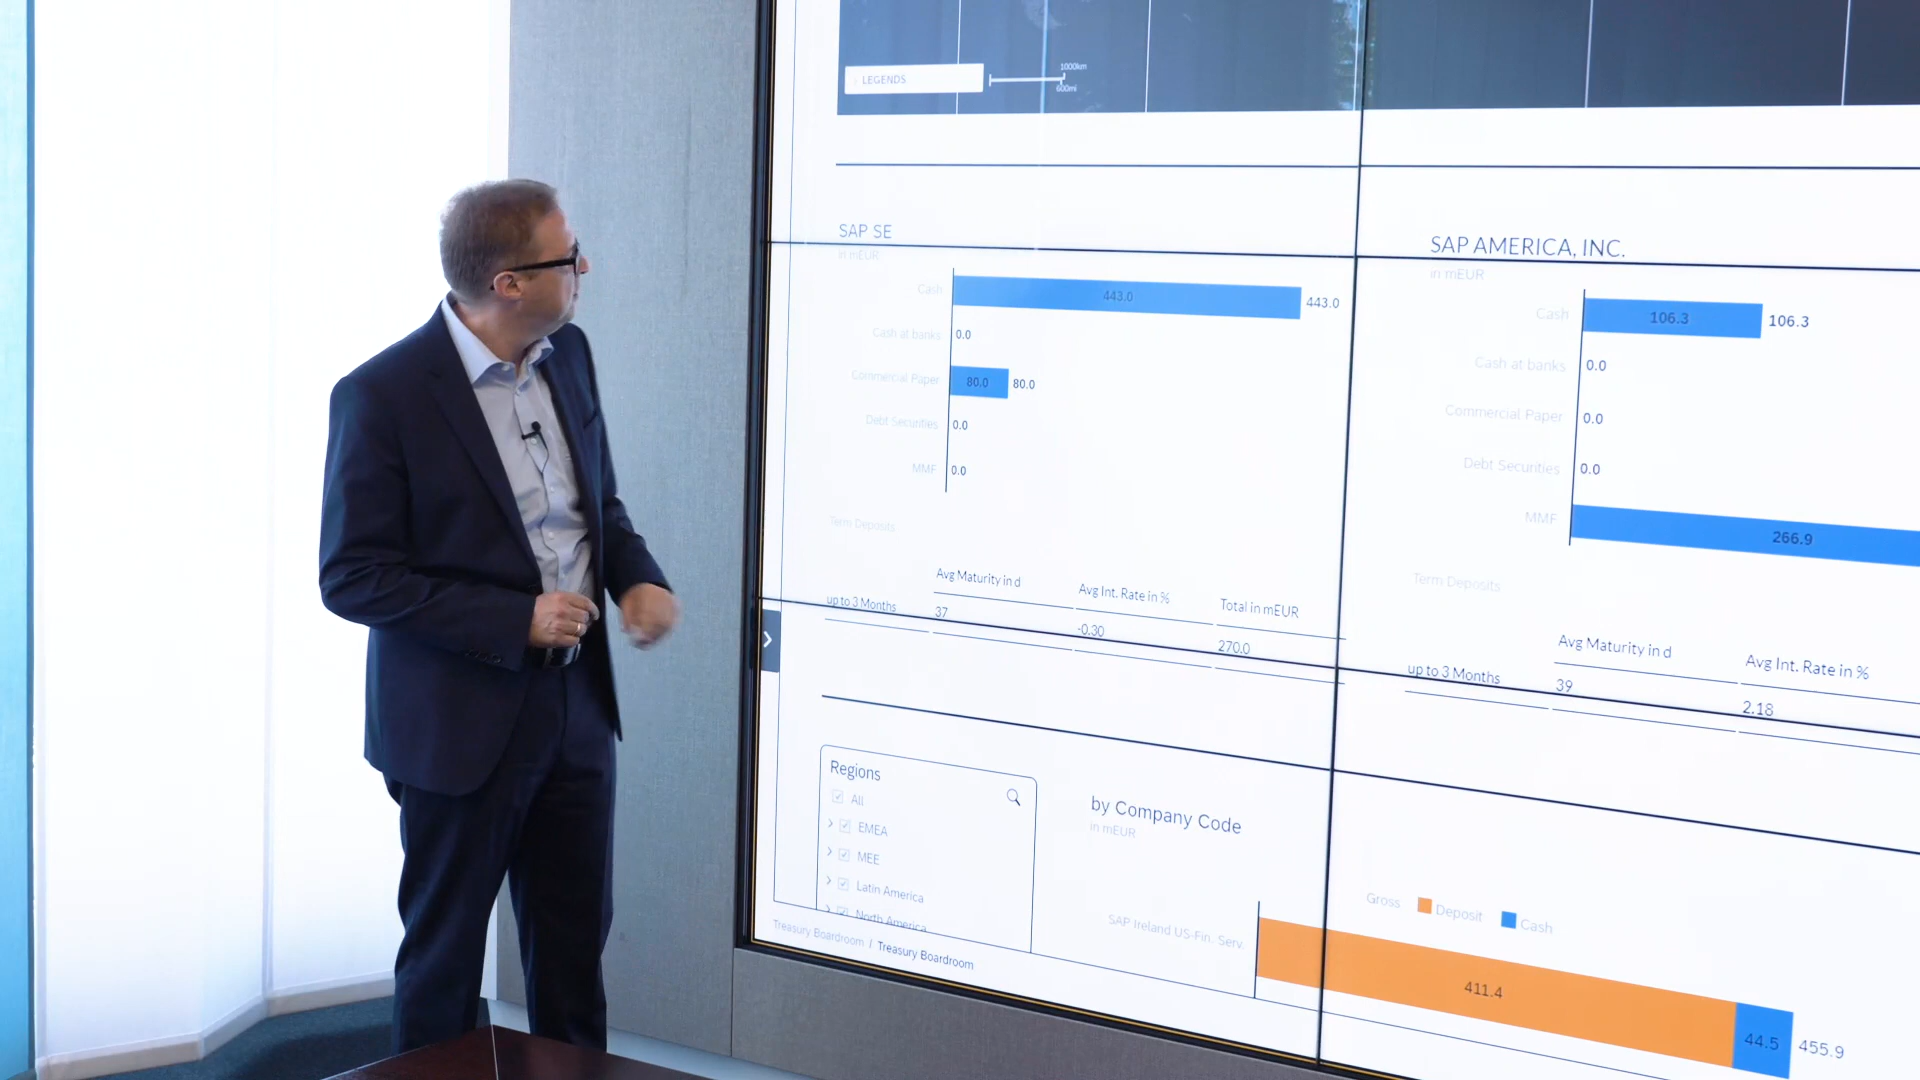 LEGENDS
1000km
600mi
SAP SE
in mEUR
Cash 443.0 443.0
Cash at banks 0.0
Commercial Paper 80.0 80.0
Debt Securities 0.0
MMF 0.0
Term Deposits
Avg Maturity in d Avg Int. Rate in % Total in mEUR
up to 3 Months 37 -0.30 270.0
SAP AMERICA, INC.
in mEUR
Cash 106.3 106.3
Cash at banks 0.0
Commercial Paper 0.0
Debt Securities 0.0
MMF 266.9
Term Deposits
Avg Maturity in d Avg Int. Rate in %
up to 3 Months 39 2.18
Regions
All
EMEA
MEE
Latin America
North America
by Company Code
in mEUR
Gross Deposit Cash
SAP Ireland US-Fin. Serv. 411.4 44.5 455.9
Treasury Boardroom / Treasury Boardroom